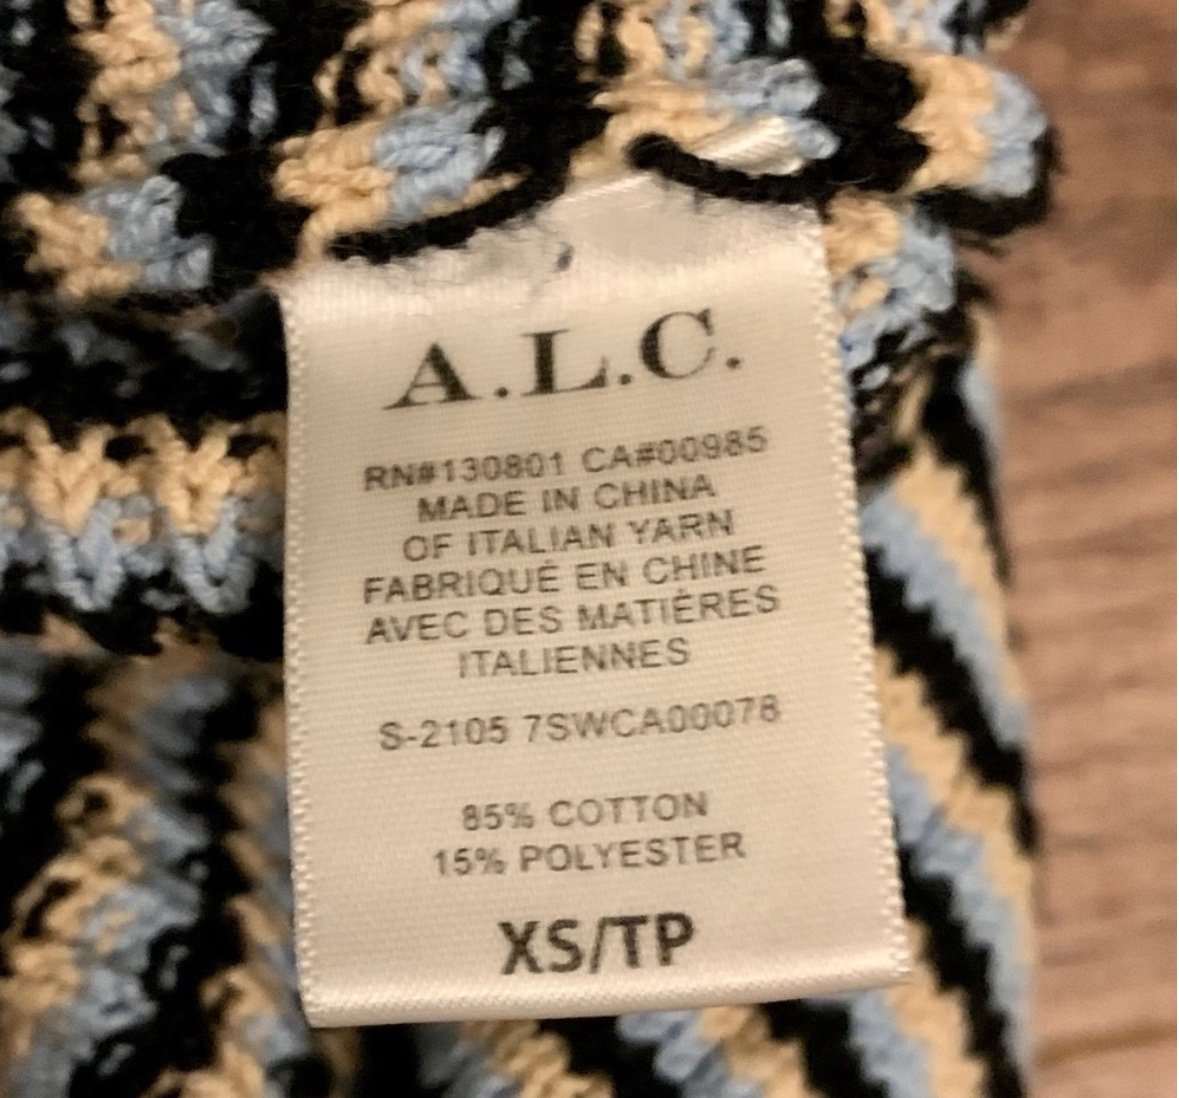 A.L.C.
RN#130801 CA#00985
MADE IN CHINA
OF ITALIAN YARN
FABRIQUÉ EN CHINE
AVEC DES MATIÈRES
ITALIENNES
S-2105 7SWCA00078
85% COTTON
15% POLYESTER
XS/TP